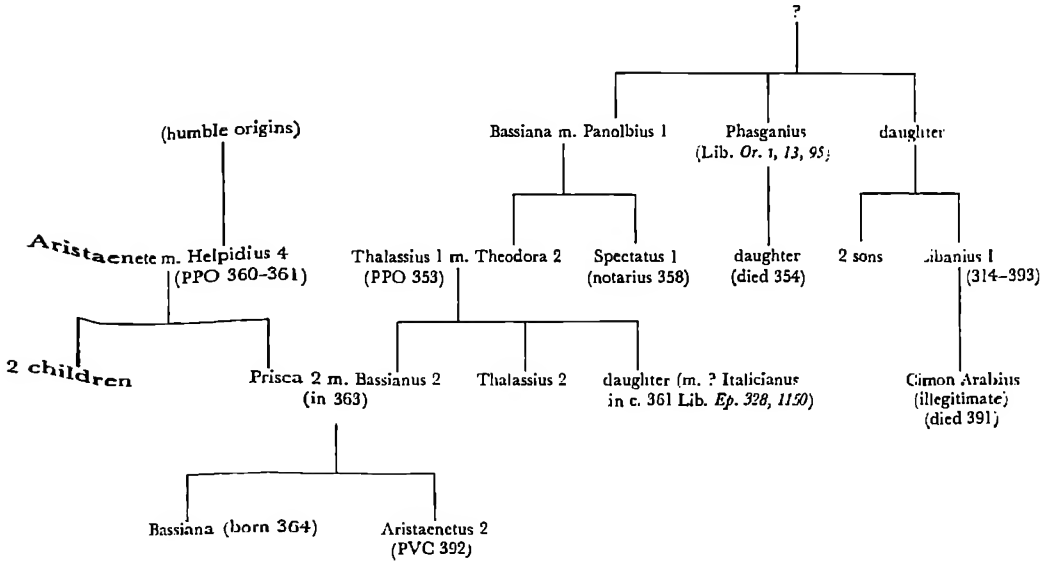 ?
(humble origins)
Bassiana m. Panolbius 1
Phasganius
(Lib. Or. 1, 13, 95)
daughter
Aristaenete m. Helpidius 4
(PPO 360–361)
Thalassius 1 m. Theodora 2
(PPO 353)
Spectatus 1
(notarius 358)
daughter
(died 354)
2 sons
Libanius 1
(314–393)
2 children
Prisca 2 m. Bassianus 2
(in 363)
Thalassius 2
daughter (m. ? Italicianus
in c. 361 Lib. Ep. 328, 1150)
Cimon Arabius
(illegitimate)
(died 391)
Bassiana (born 364)
Aristaenetus 2
(PVC 392)